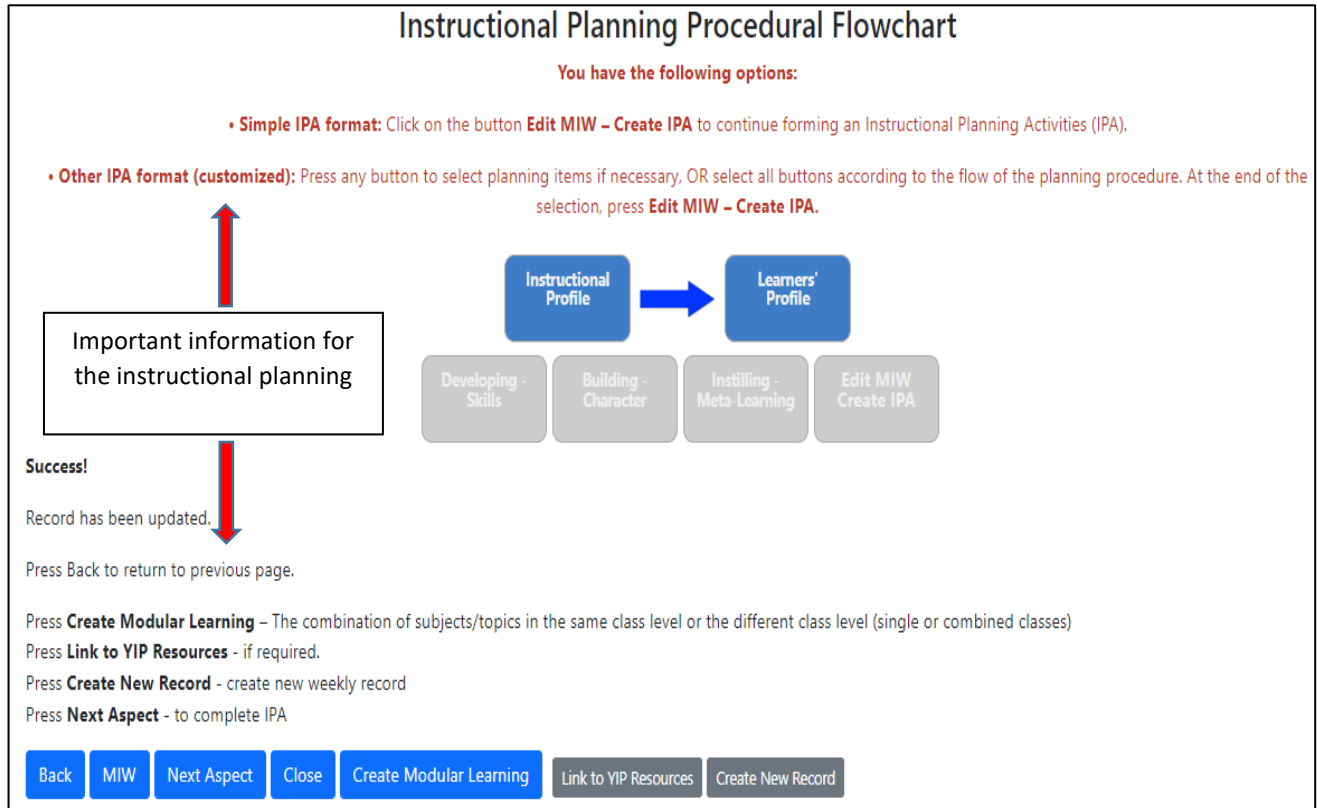 Instructional Planning Procedural Flowchart
You have the following options:
• Simple IPA format: Click on the button Edit MIW – Create IPA to continue forming an Instructional Planning Activities (IPA).
• Other IPA format (customized): Press any button to select planning items if necessary, OR select all buttons according to the flow of the planning procedure. At the end of the
selection, press Edit MIW – Create IPA.
Instructional
Profile
Learners'
Profile
Important information for
the instructional planning
Developing -
Skills
Building -
Character
Instilling -
Meta-Learning
Edit MIW
Create IPA
Success!
Record has been updated.
Press Back to return to previous page.
Press Create Modular Learning – The combination of subjects/topics in the same class level or the different class level (single or combined classes)
Press Link to YIP Resources - if required.
Press Create New Record - create new weekly record
Press Next Aspect - to complete IPA
Back MIW Next Aspect Close Create Modular Learning Link to YIP Resources Create New Record